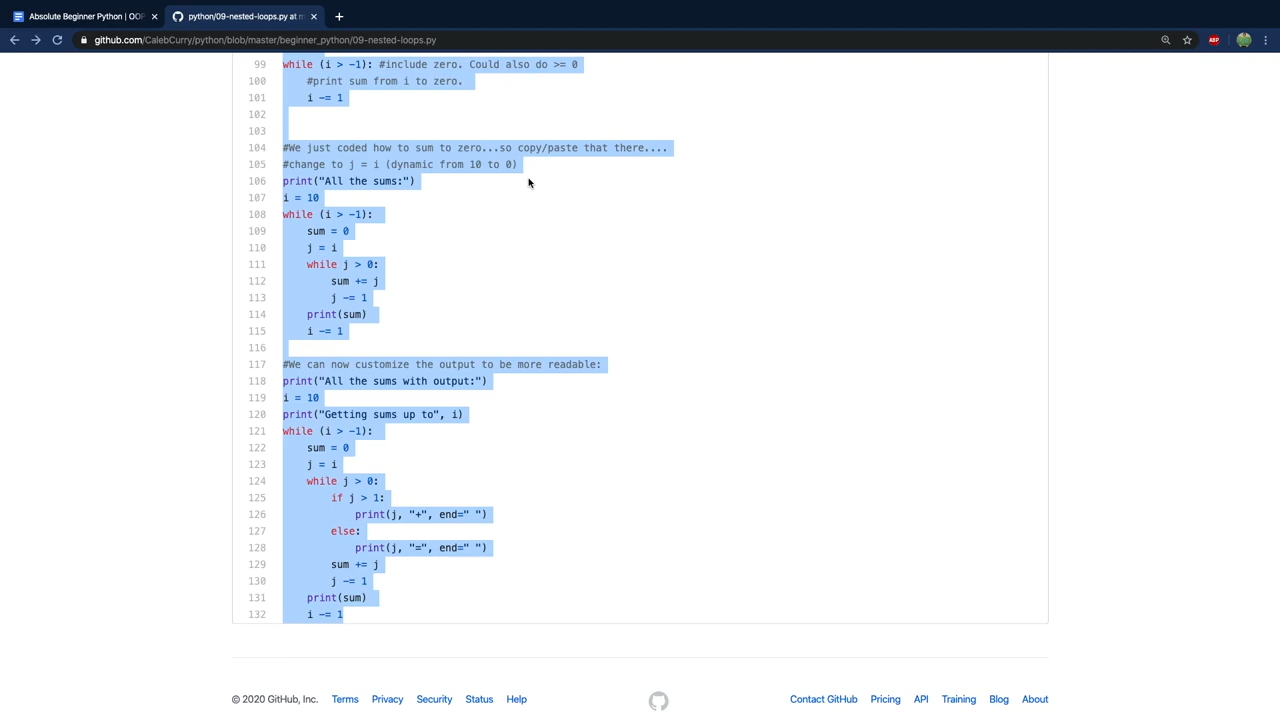 Absolute Beginner Python | OOP
python/09-nested-loops.py at m
github.com/CalebCurry/python/blob/master/beginner_python/09-nested-loops.py
ABP
99 while (i > -1): #include zero. Could also do >= 0
100 #print sum from i to zero.
101 i -= 1
102
103
104 #We just coded how to sum to zero...so copy/paste that there....
105 #change to j = i (dynamic from 10 to 0)
106 print("All the sums:")
107 i = 10
108 while (i > -1):
109 sum = 0
110 j = i
111 while j > 0:
112 sum += j
113 j -= 1
114 print(sum)
115 i -= 1
116
117 #We can now customize the output to be more readable:
118 print("All the sums with output:")
119 i = 10
120 print("Getting sums up to", i)
121 while (i > -1):
122 sum = 0
123 j = i
124 while j > 0:
125 if j > 1:
126 print(j, "+", end=" ")
127 else:
128 print(j, "=", end=" ")
129 sum += j
130 j -= 1
131 print(sum)
132 i -= 1
© 2020 GitHub, Inc. Terms Privacy Security Status Help Contact GitHub Pricing API Training Blog About